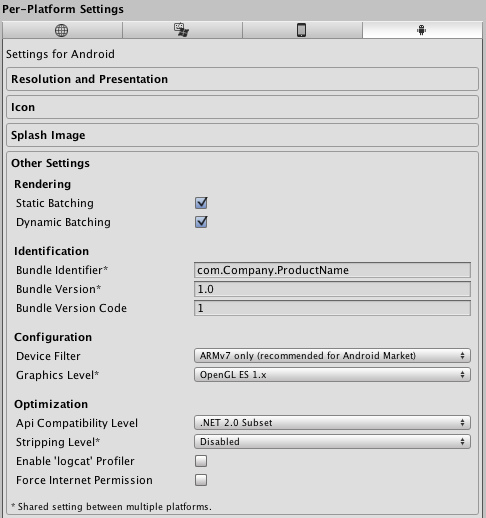 Per-Platform Settings
Settings for Android
Resolution and Presentation
Icon
Splash Image
Other Settings
Rendering
Static Batching
Dynamic Batching
Identification
Bundle Identifier* com.Company.ProductName
Bundle Version* 1.0
Bundle Version Code 1
Configuration
Device Filter ARMv7 only (recommended for Android Market)
Graphics Level* OpenGL ES 1.x
Optimization
Api Compatibility Level .NET 2.0 Subset
Stripping Level* Disabled
Enable 'logcat' Profiler
Force Internet Permission
* Shared setting between multiple platforms.